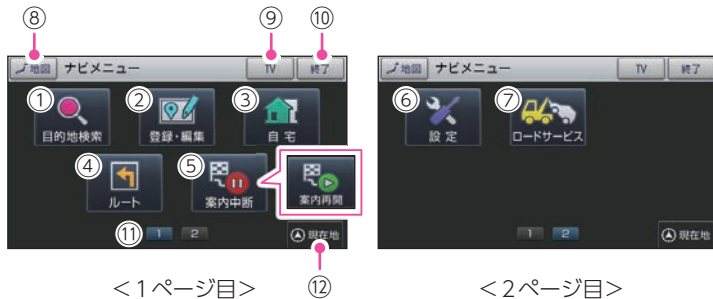 ⑧ ⑨ ⑩
地図 ナビメニュー TV 終了
① 目的地検索
② 登録・編集
③ 自宅
④ ルート
⑤ 案内中断
案内再開
⑪ 1 2
現在地
<1ページ目>
⑫
地図 ナビメニュー TV 終了
⑥ 設定
⑦ ロードサービス
1 2
現在地
<2ページ目>